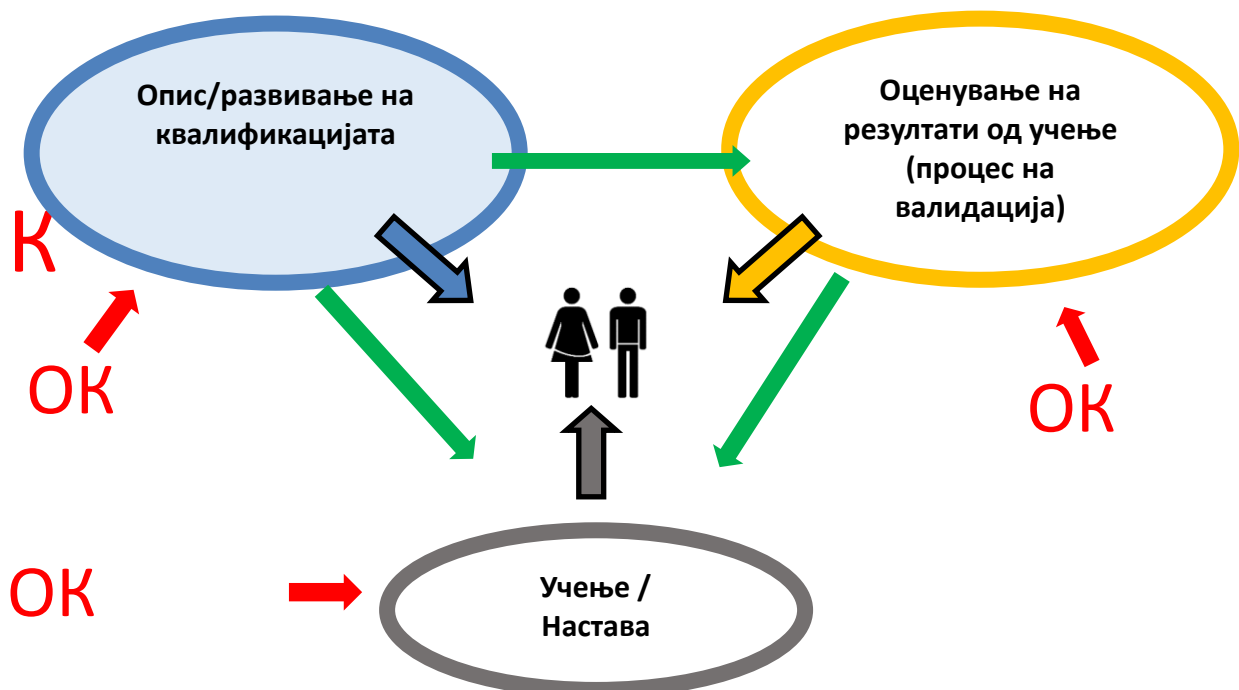 Опис/развивање на
квалификацијата
Оценување на
резултати од учење
(процес на
валидација)
К
ОК
ОК
ОК
Учење /
Настава